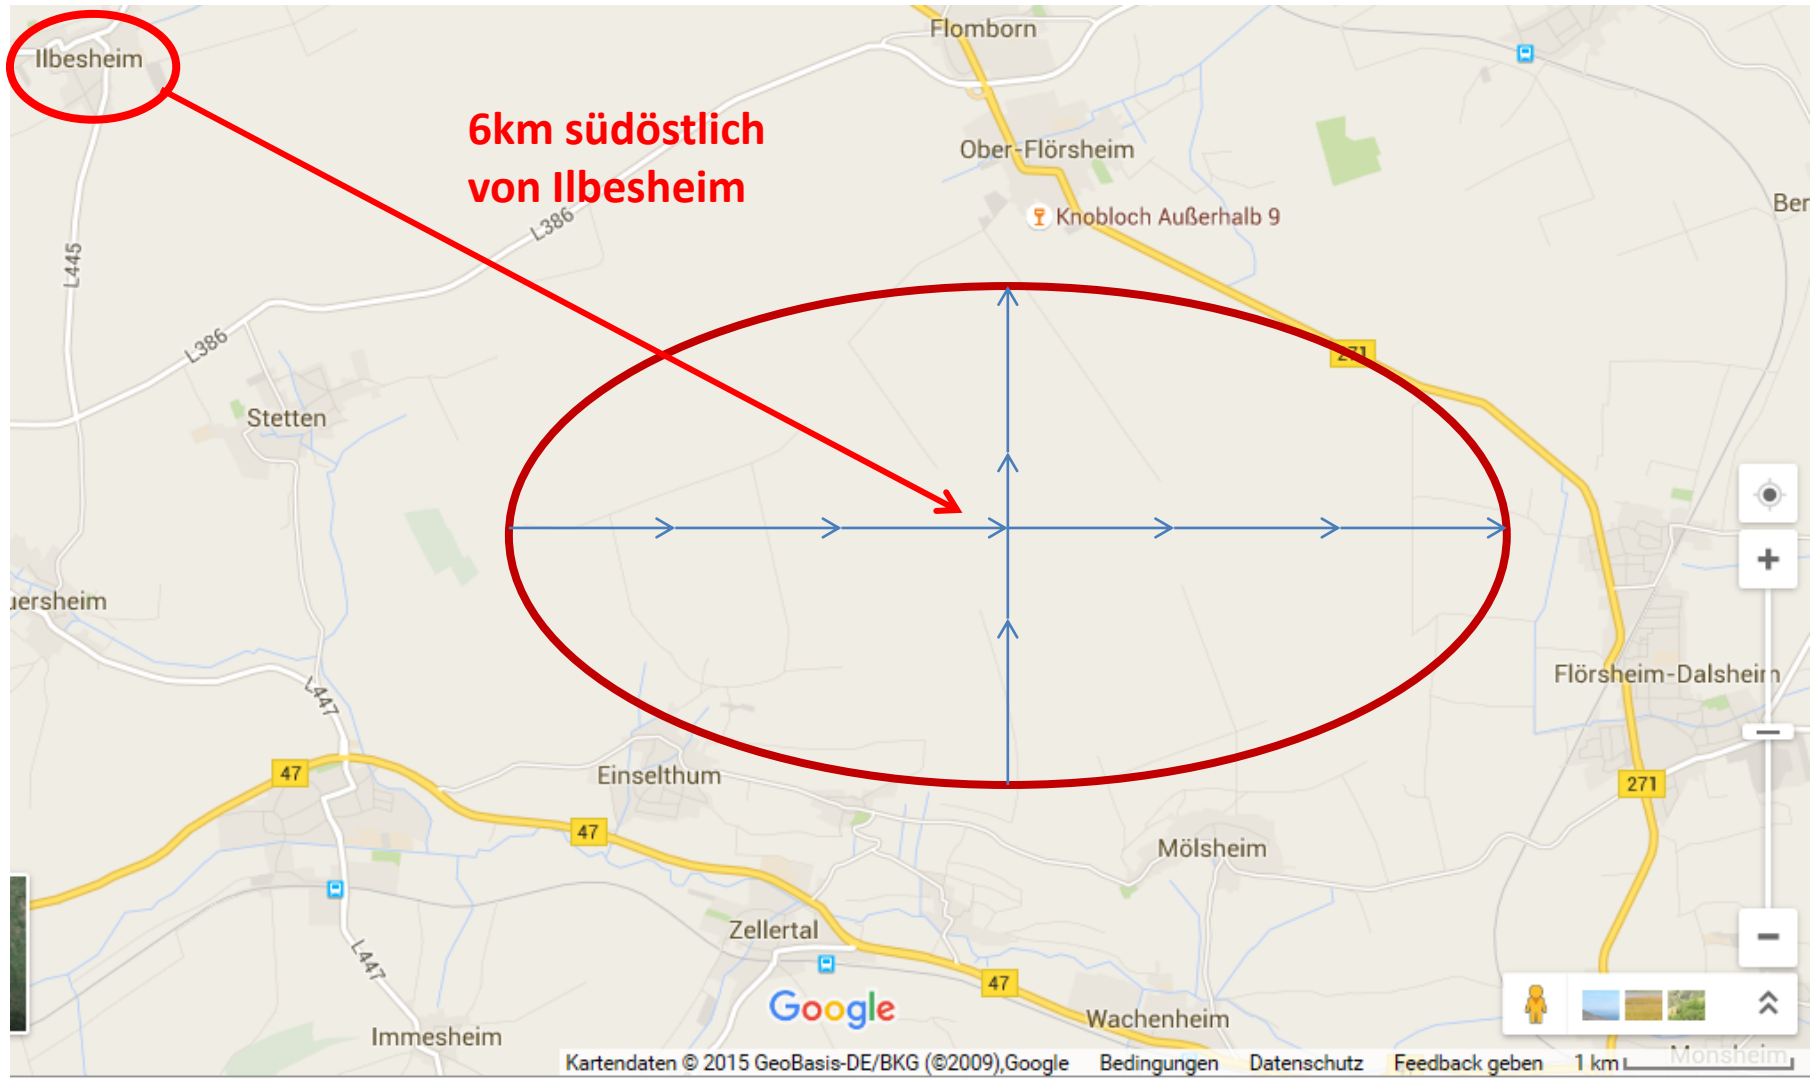 Flomborn
Ilbesheim
6km südöstlich
von Ilbesheim
Ober-Flörsheim
Ber
Knobloch Außerhalb 9
L386
L445
L386
271
Stetten
uersheim
L447
Flörsheim-Dalsheim
47
Einselthum
271
47
Mölsheim
Zellertal
L447
47
Google
Wachenheim
Immesheim
Monsheim
Kartendaten © 2015 GeoBasis-DE/BKG (©2009),Google Bedingungen Datenschutz Feedback geben 1 km